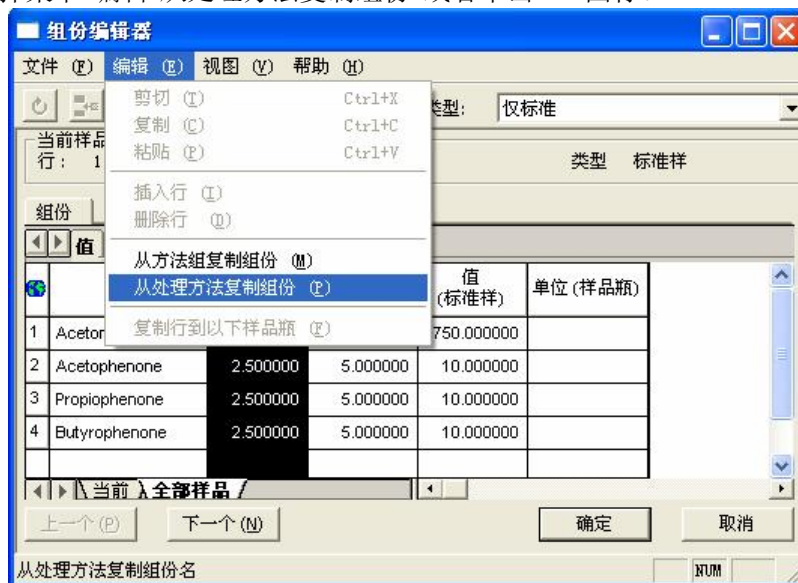 组份编辑器
文件 (F) 编辑 (E) 视图 (V) 帮助 (H)
剪切 (T) Ctrl+X
复制 (C) Ctrl+C
粘贴 (P) Ctrl+V
插入行 (I)
删除行 (D)
从方法组复制组份 (M)
从处理方法复制组份 (P)
复制行到以下样品瓶 (F)
类型: 仅标准
当前样品
行: 1 类型 标准样
组份
值
值 (标准样) 单位 (样品瓶)
1 Aceton 750.000000
2 Acetophenone 2.500000 5.000000 10.000000
3 Propiophenone 2.500000 5.000000 10.000000
4 Butyrophenone 2.500000 5.000000 10.000000
当前 全部样品
上一个(P) 下一个(N) 确定 取消
从处理方法复制组份名 NUM